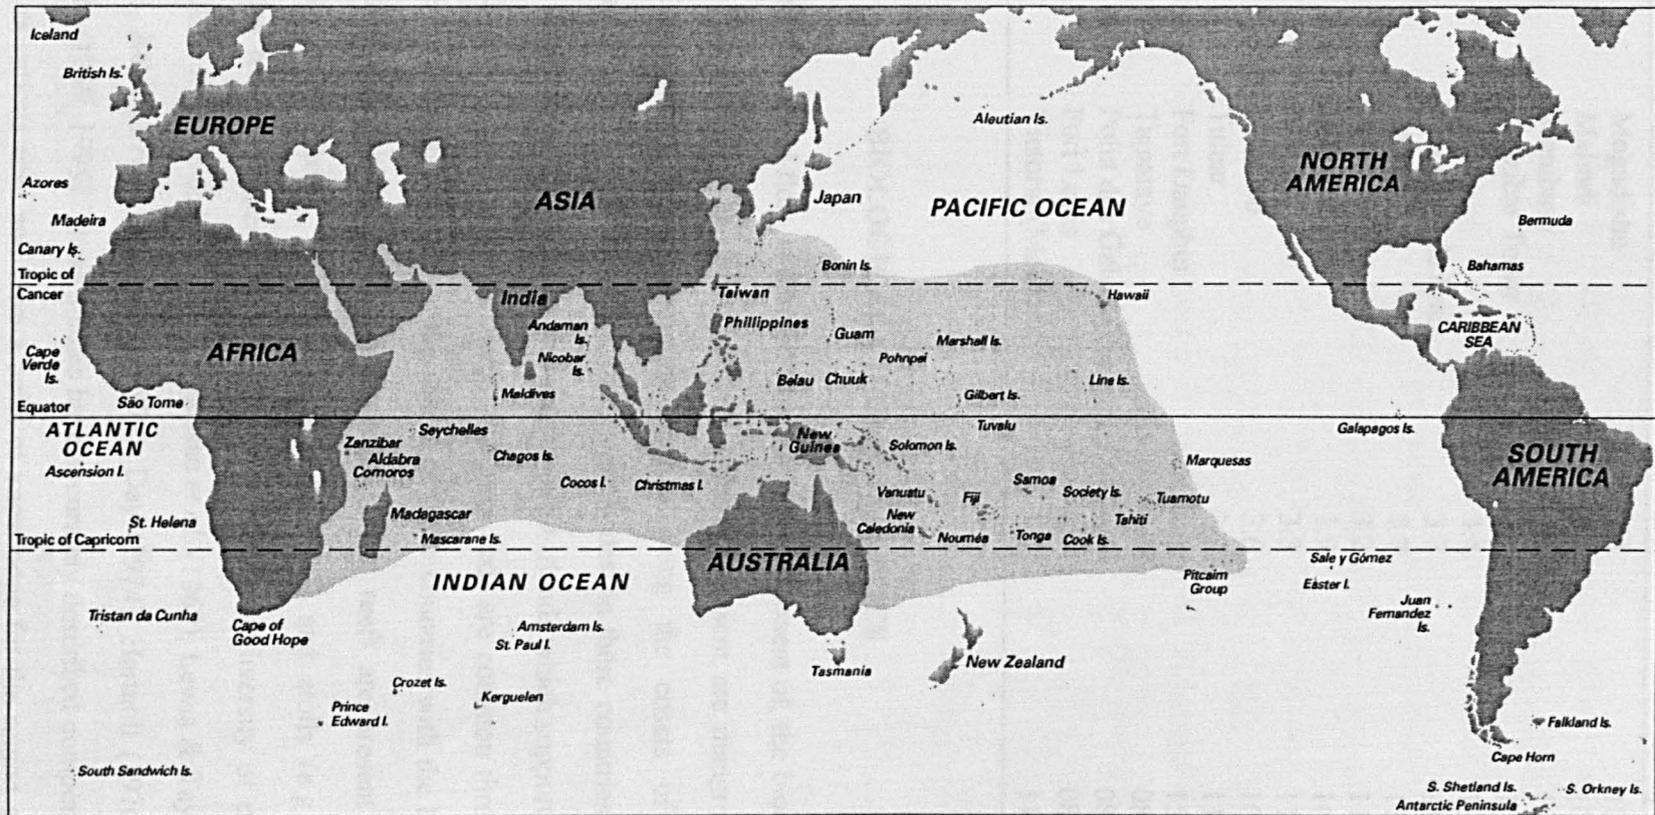 Iceland
British Is.
EUROPE
Azores
Madeira
Canary Is.
Tropic of
Cancer
ASIA
Japan
Aleutian Is.
PACIFIC OCEAN
NORTH
AMERICA
Bermuda
Bahamas
Bonin Is.
Hawaii
India
Taiwan
Phillippines
Andaman
Is.
Nicobar
Is.
Guam
Marshall Is.
Pohnpei
CARIBBEAN
SEA
AFRICA
Cape
Verde
Is.
Maldives
Belau
Chuuk
Line Is.
Gilbert Is.
São Tome
Equator
ATLANTIC
OCEAN
Ascension I.
Seychelles
Zanzibar
Aldabra
Comoros
Chagos Is.
Cocos I.
Christmas I.
New
Guinea
Solomon Is.
Tuvalu
Galapagos Is.
Marquesas
SOUTH
AMERICA
Samoa
Society Is.
Tuamotu
Vanuatu
Fiji
New
Caledonia
Tahiti
Nouméa
Tonga
Cook Is.
St. Helena
Tropic of Capricorn
Madagascar
Mascarane Is.
AUSTRALIA
INDIAN OCEAN
Pitcairn
Group
Sale y Gómez
Easter I.
Juan
Fernandez
Is.
Tristan da Cunha
Cape of
Good Hope
Amsterdam Is.
St. Paul I.
Tasmania
New Zealand
Crozet Is.
Kerguelen
Prince
Edward I.
Falkland Is.
Cape Horn
South Sandwich Is.
S. Shetland Is.
S. Orkney Is.
Antarctic Peninsula